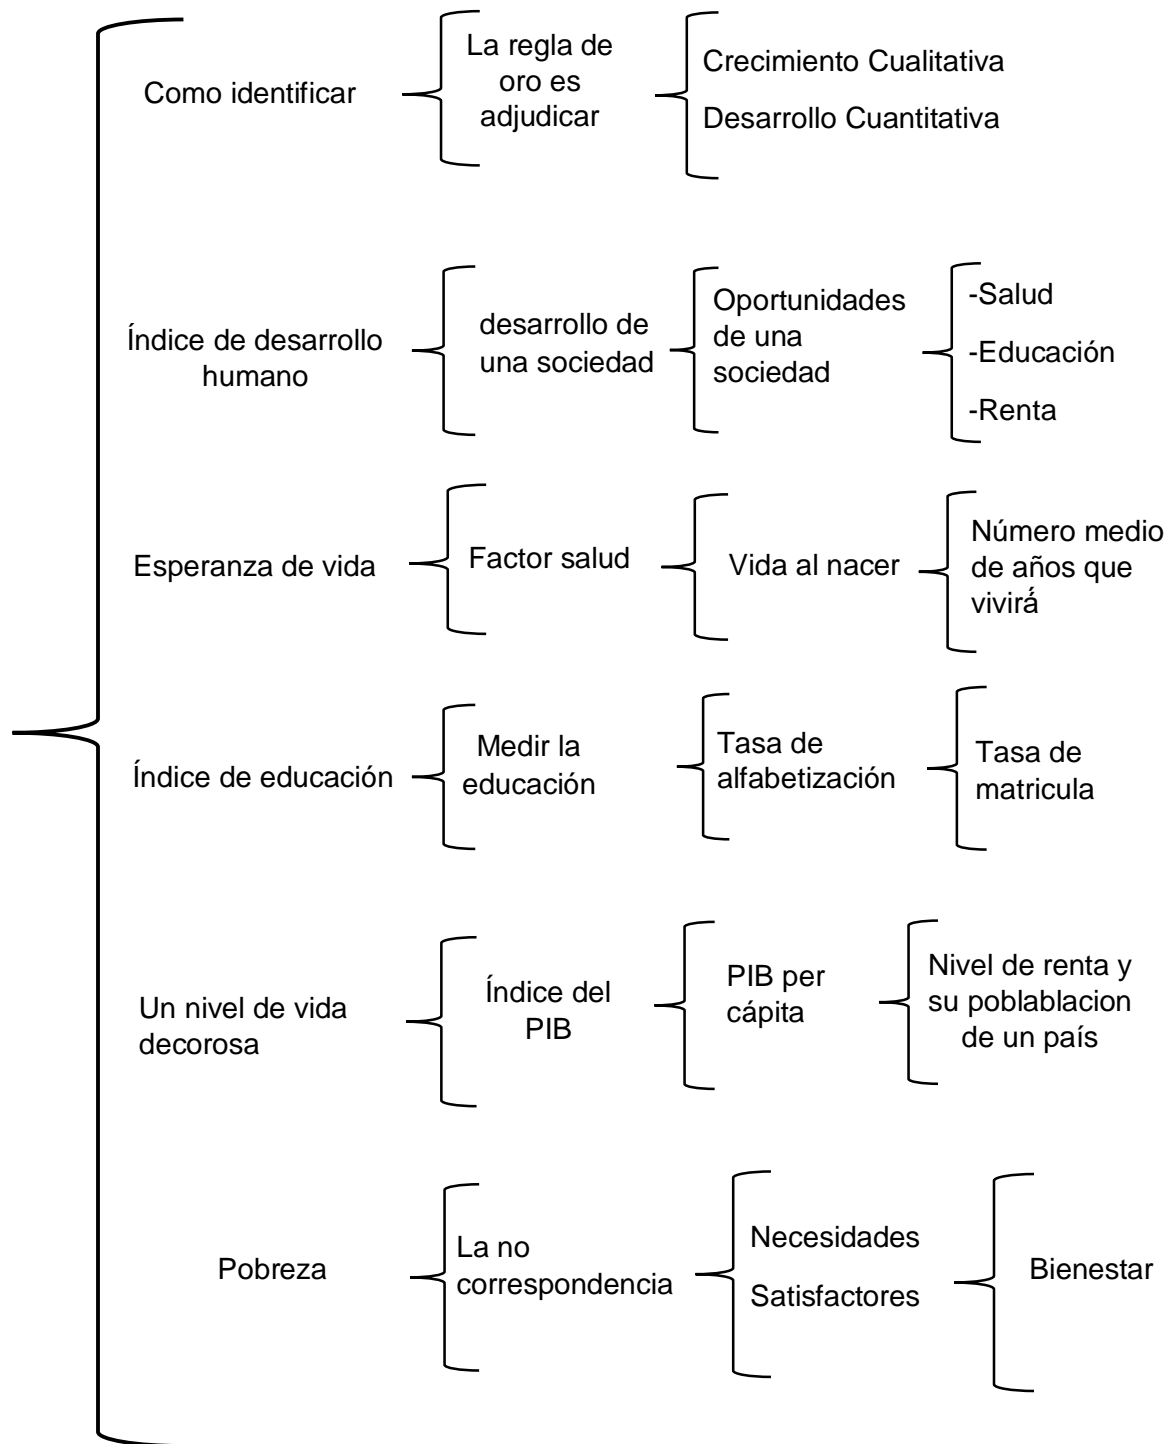 Como identificar
La regla de
oro es
adjudicar
Crecimiento Cualitativa
Desarrollo Cuantitativa
Índice de desarrollo
humano
desarrollo de
una sociedad
Oportunidades
de una
sociedad
-Salud
-Educación
-Renta
Esperanza de vida
Factor salud
Vida al nacer
Número medio
de años que
vivirá
Índice de educación
Medir la
educación
Tasa de
alfabetización
Tasa de
matricula
Un nivel de vida
decorosa
Índice del
PIB
PIB per
cápita
Nivel de renta y
su poblablacion
de un país
Pobreza
La no
correspondencia
Necesidades
Satisfactores
Bienestar